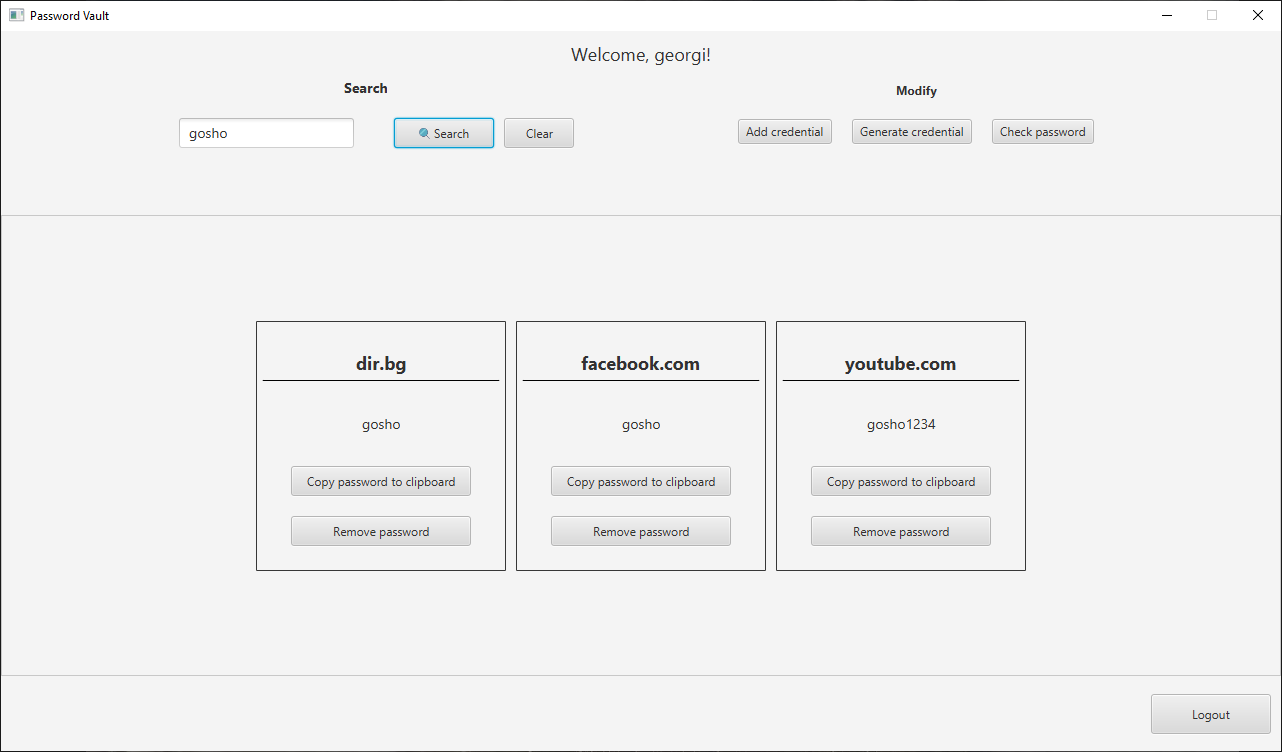 Password Vault
Welcome, georgi!
Search
Modify
gosho
Search
Clear
Add credential
Generate credential
Check password
dir.bg
gosho
Copy password to clipboard
Remove password
facebook.com
gosho
Copy password to clipboard
Remove password
youtube.com
gosho1234
Copy password to clipboard
Remove password
Logout